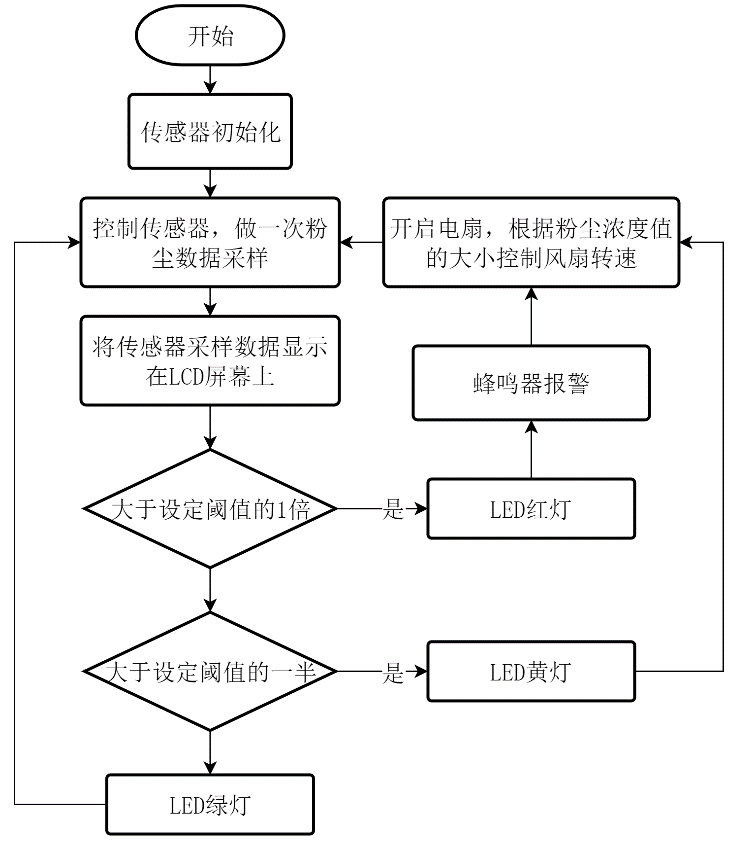 开始
传感器初始化
控制传感器，做一次粉
尘数据采样
开启电扇，根据粉尘浓度值
的大小控制风扇转速
将传感器采样数据显示
在LCD屏幕上
蜂鸣器报警
大于设定阈值的1倍
是
LED红灯
大于设定阈值的一半
是
LED黄灯
LED绿灯